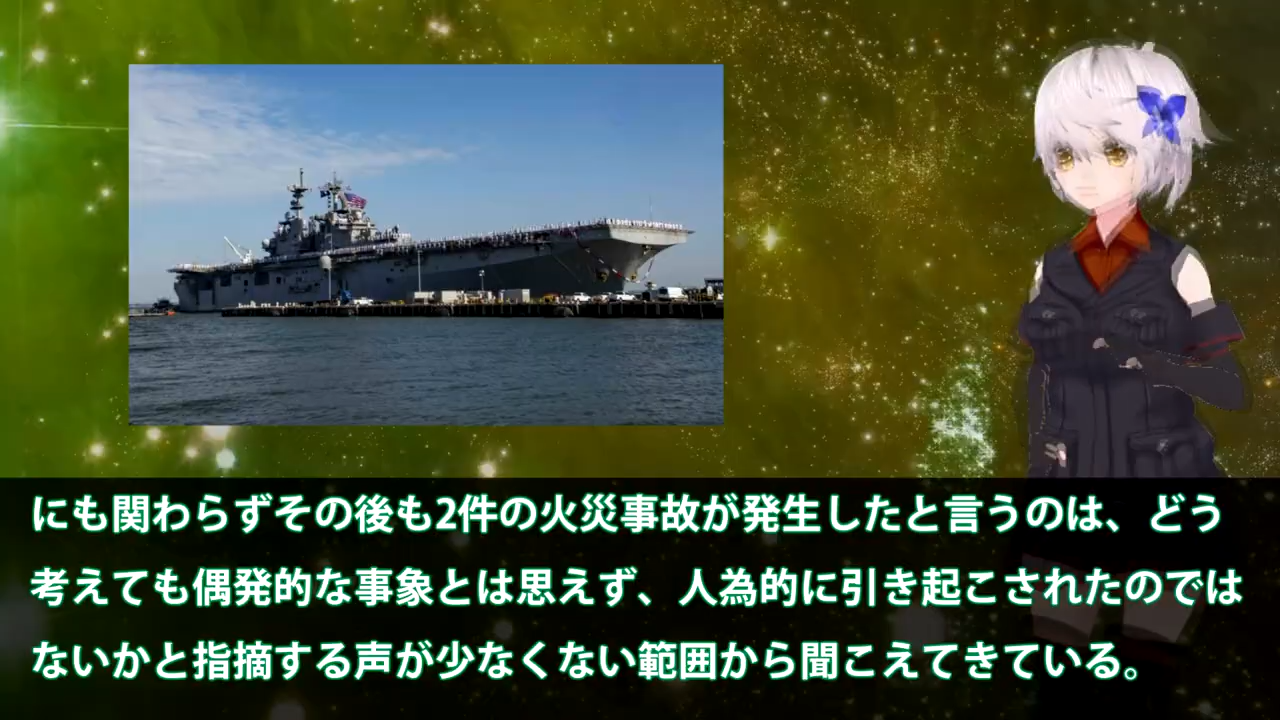 にも関わらずその後も2件の火災事故が発生したと言うのは、どう
考えても偶発的な事象とは思えず、人為的に引き起こされたのでは
ないかと指摘する声が少なくない範囲から聞こえてきている。